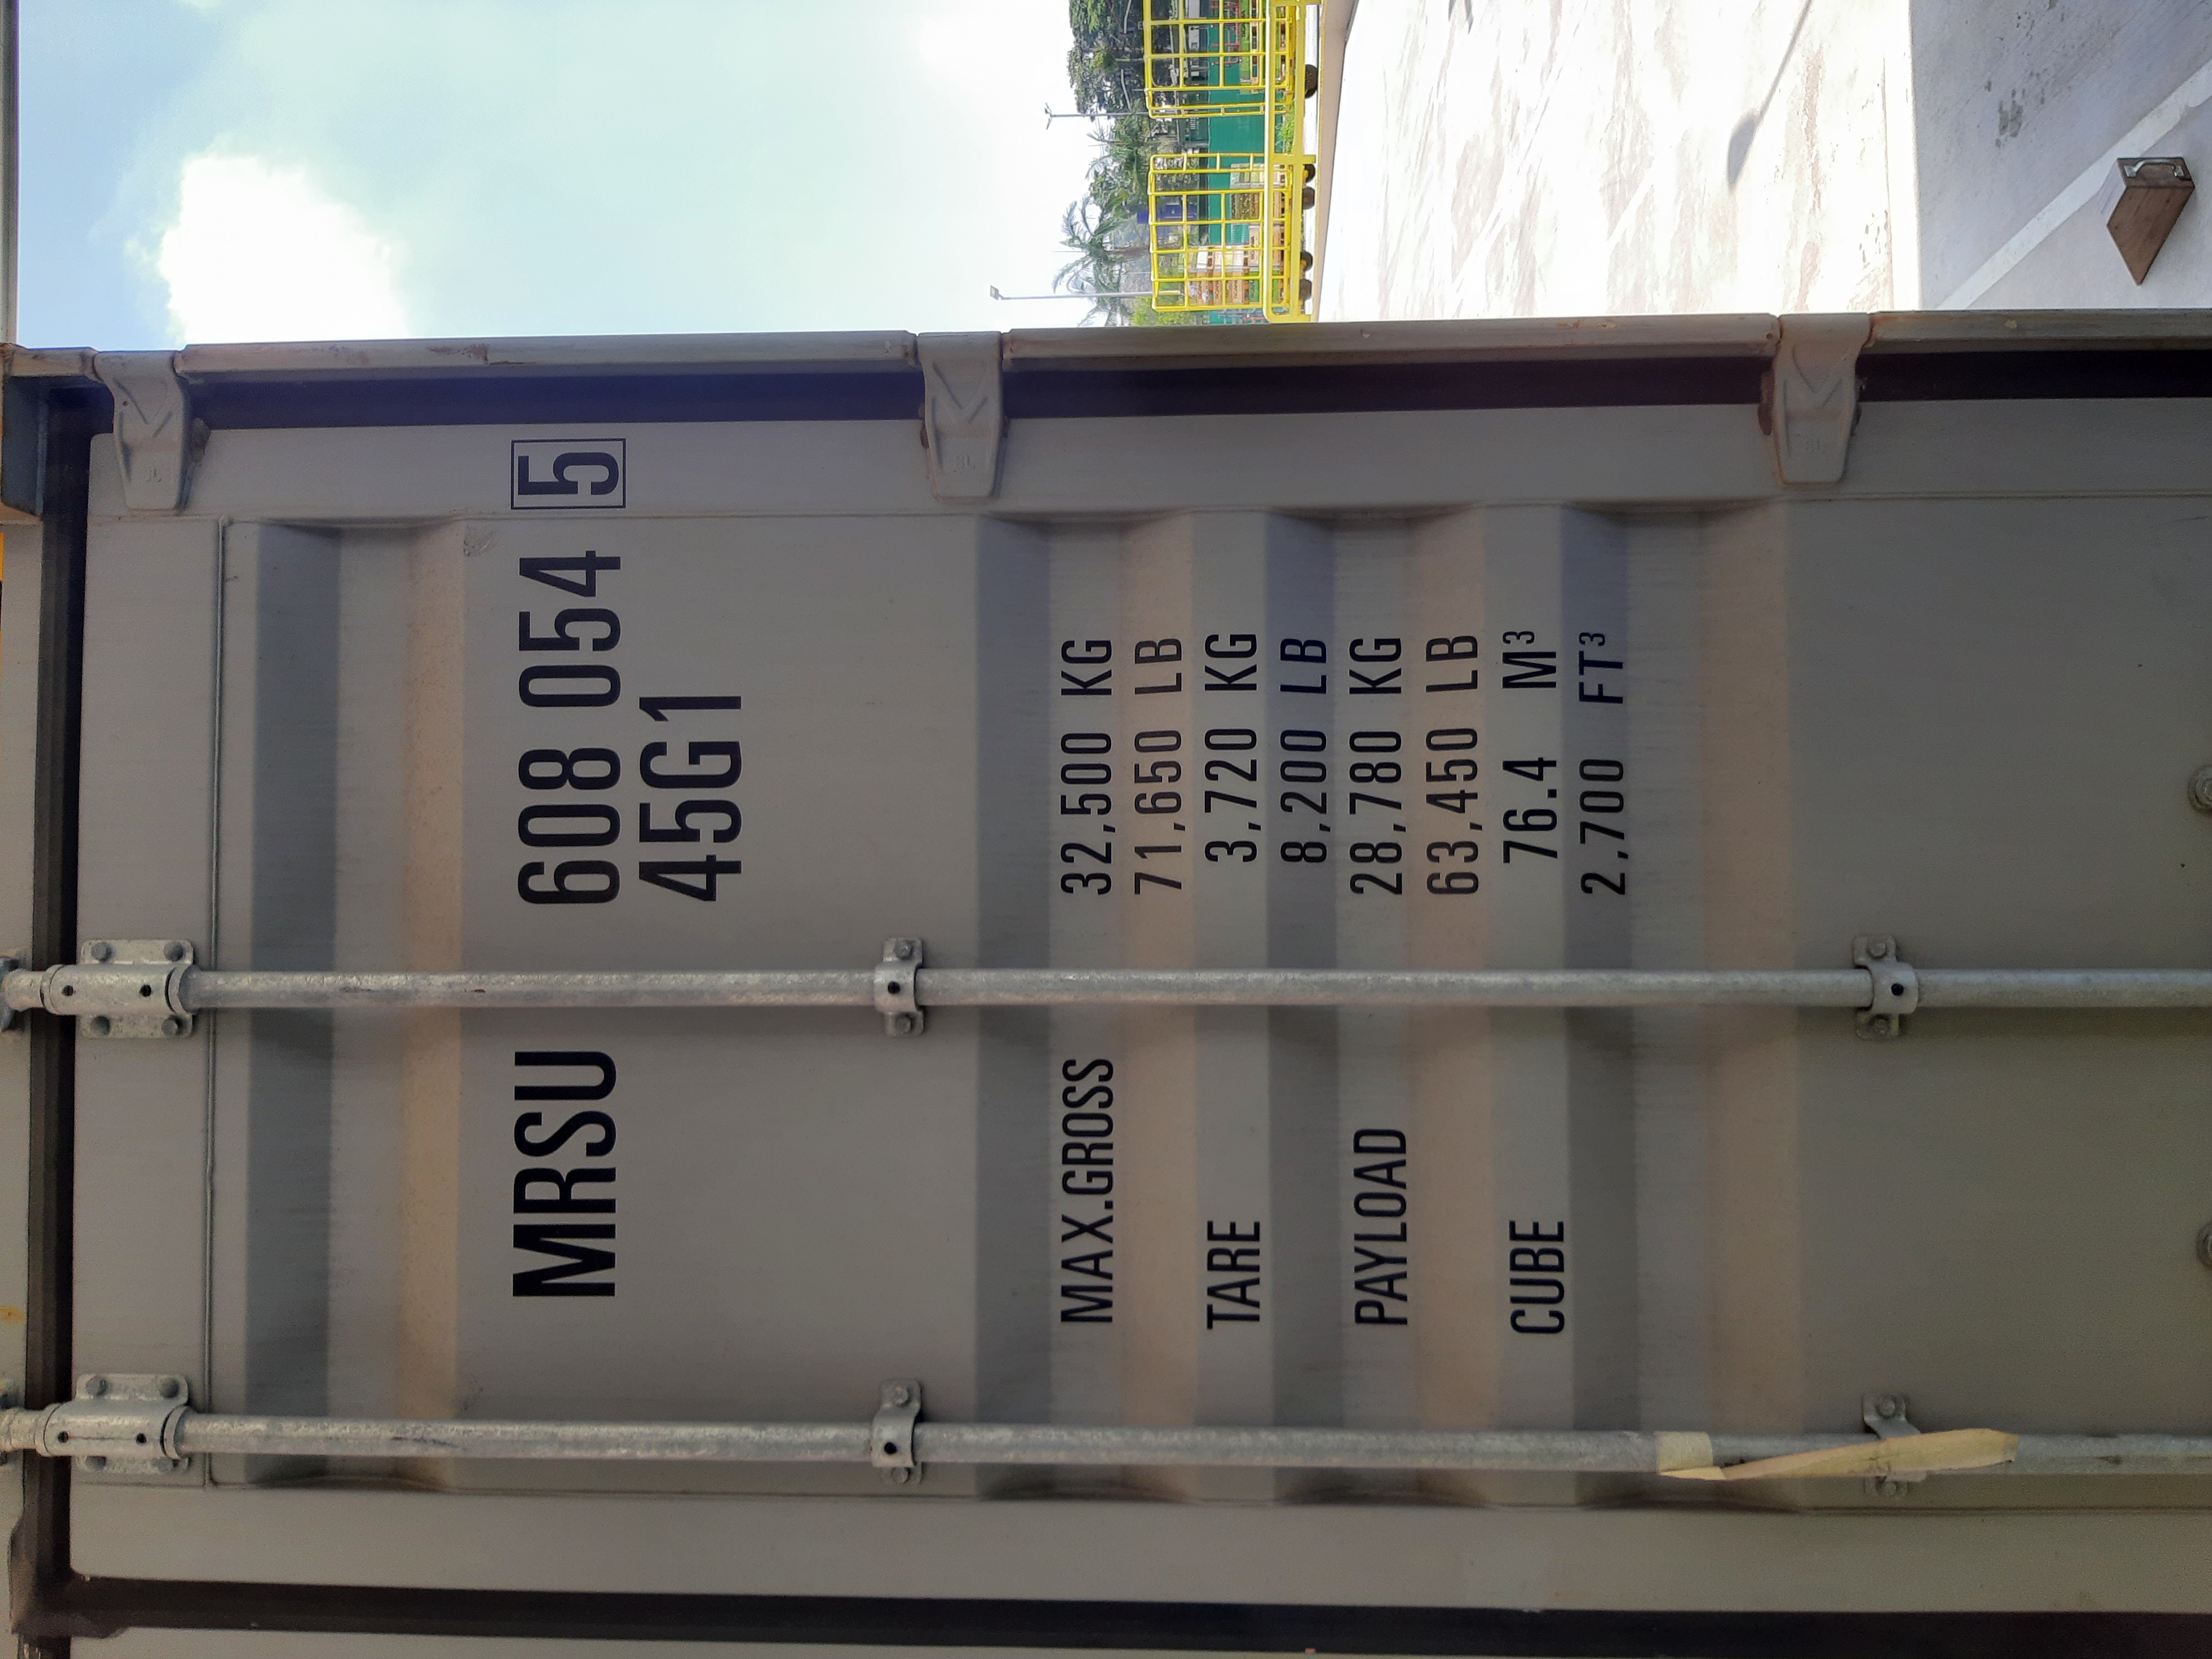 MRSU 608 054 5
45G1
MAX.GROSS 32,500 KG
71,650 LB
TARE 3,720 KG
8,200 LB
PAYLOAD 28,780 KG
63,450 LB
CUBE 76.4 M³
2,700 FT³